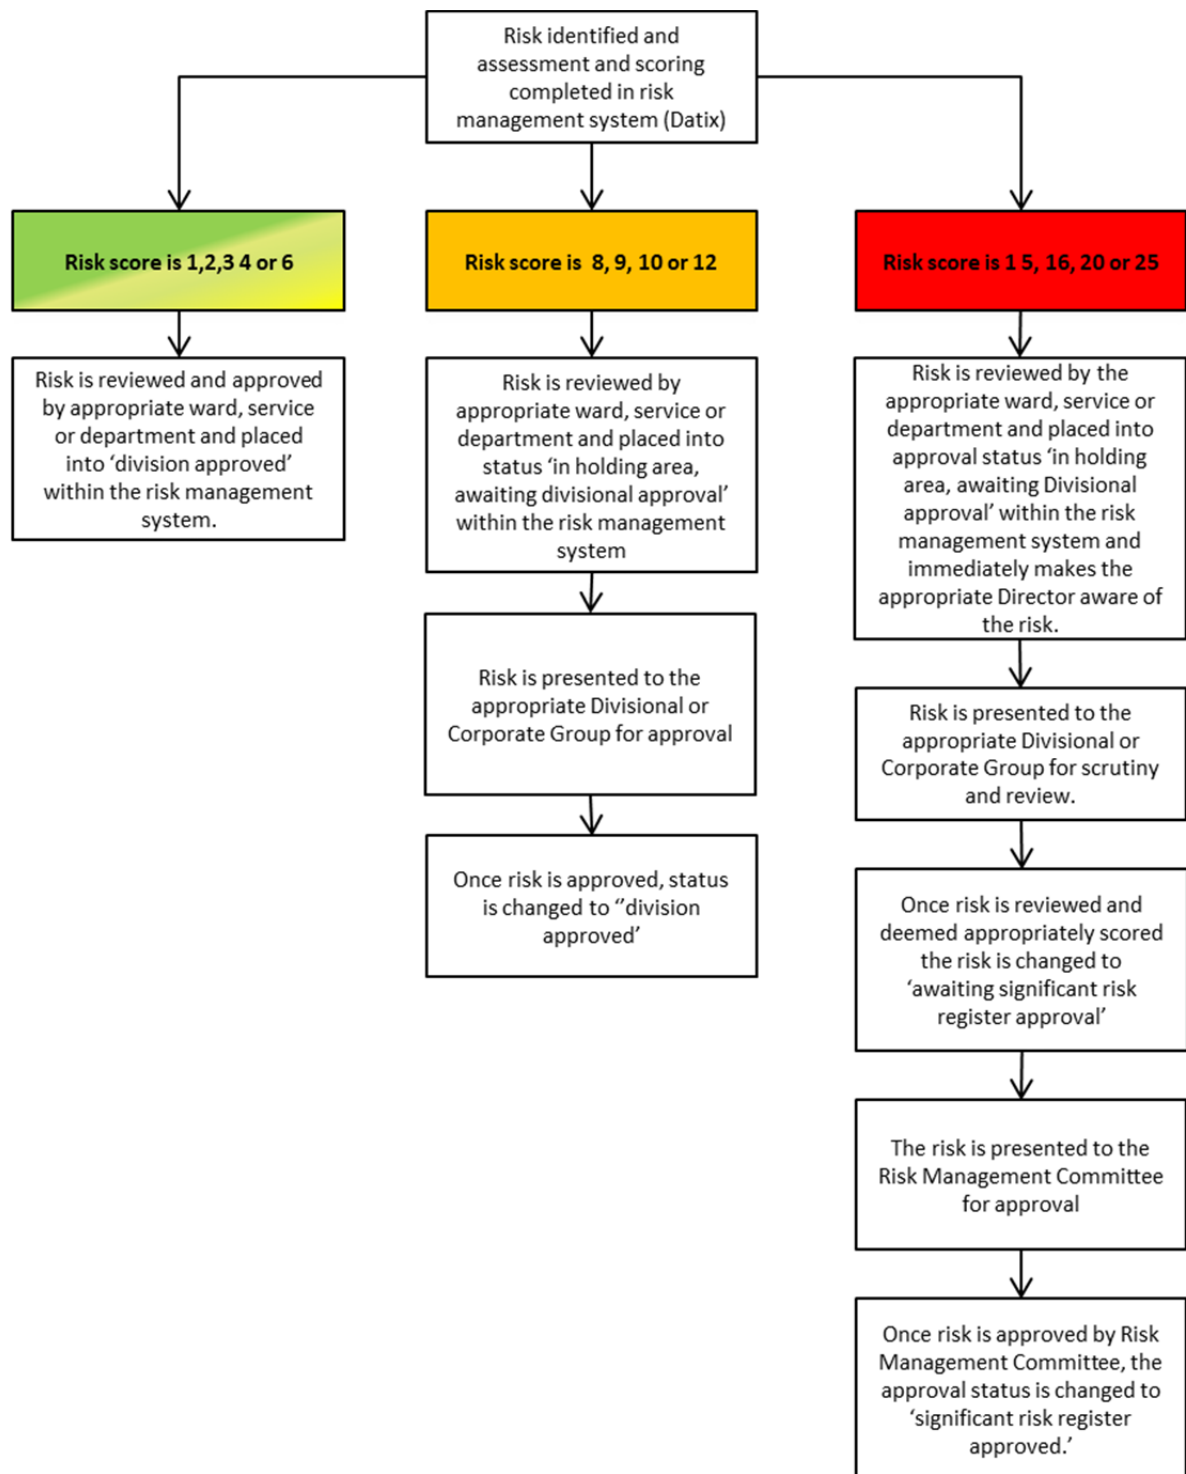 Risk identified and
assessment and scoring
completed in risk
management system (Datix)
Risk score is 1,2,3 4 or 6
Risk is reviewed and approved
by appropriate ward, service
or department and placed
into ‘division approved’
within the risk management
system.
Risk score is  8, 9, 10 or 12
Risk is reviewed by
appropriate ward, service or
department and placed into
status ‘in holding area,
awaiting divisional approval’
within the risk management
system
Risk is presented to the
appropriate Divisional or
Corporate Group for approval
Once risk is approved, status
is changed to “division
approved’
Risk score is 1 5, 16, 20 or 25
Risk is reviewed by the
appropriate ward, service or
department and placed into
approval status ‘in holding
area, awaiting Divisional
approval’ within the risk
management system and
immediately makes the
appropriate Director aware of
the risk.
Risk is presented to the
appropriate Divisional or
Corporate Group for scrutiny
and review.
Once risk is reviewed and
deemed appropriately scored
the risk is changed to
‘awaiting significant risk
register approval’
The risk is presented to the
Risk Management Committee
for approval
Once risk is approved by Risk
Management Committee, the
approval status is changed to
‘significant risk register
approved.’